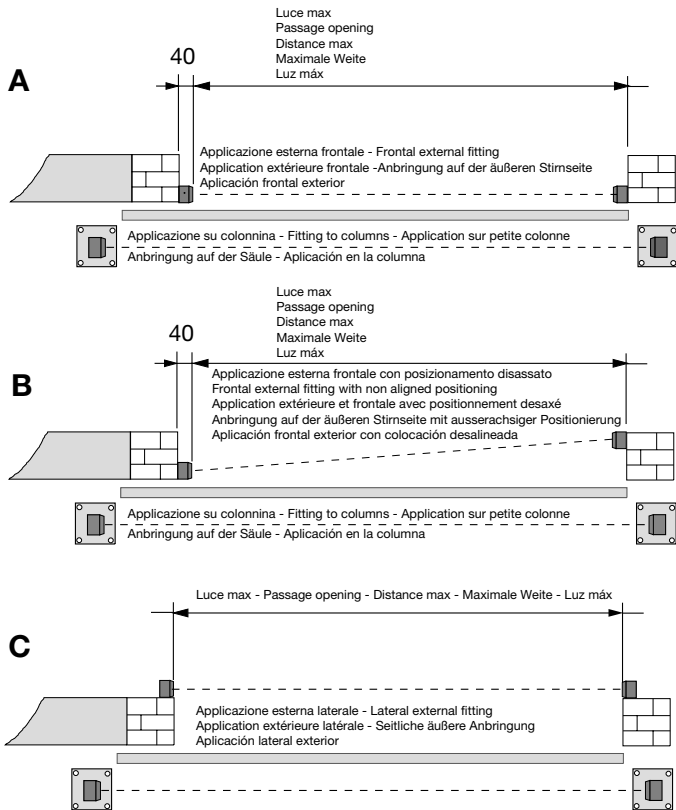 Luce max
Passage opening
Distance max
Maximale Weite
Luz máx
40
A
Applicazione esterna frontale - Frontal external fitting
Application extérieure frontale -Anbringung auf der äußeren Stirnseite
Aplicación frontal exterior
Applicazione su colonnina - Fitting to columns - Application sur petite colonne
Anbringung auf der Säule - Aplicación en la columna
Luce max
Passage opening
Distance max
Maximale Weite
Luz máx
40
B
Applicazione esterna frontale con posizionamento disassato
Frontal external fitting with non aligned positioning
Application extérieure et frontale avec positionnement desaxé
Anbringung auf der äußeren Stirnseite mit ausserachsiger Positionierung
Aplicación frontal exterior con colocación desalineada
Applicazione su colonnina - Fitting to columns - Application sur petite colonne
Anbringung auf der Säule - Aplicación en la columna
Luce max - Passage opening - Distance max - Maximale Weite - Luz máx
C
Applicazione esterna laterale - Lateral external fitting
Application extérieure latérale - Seitliche äußere Anbringung
Aplicación lateral exterior